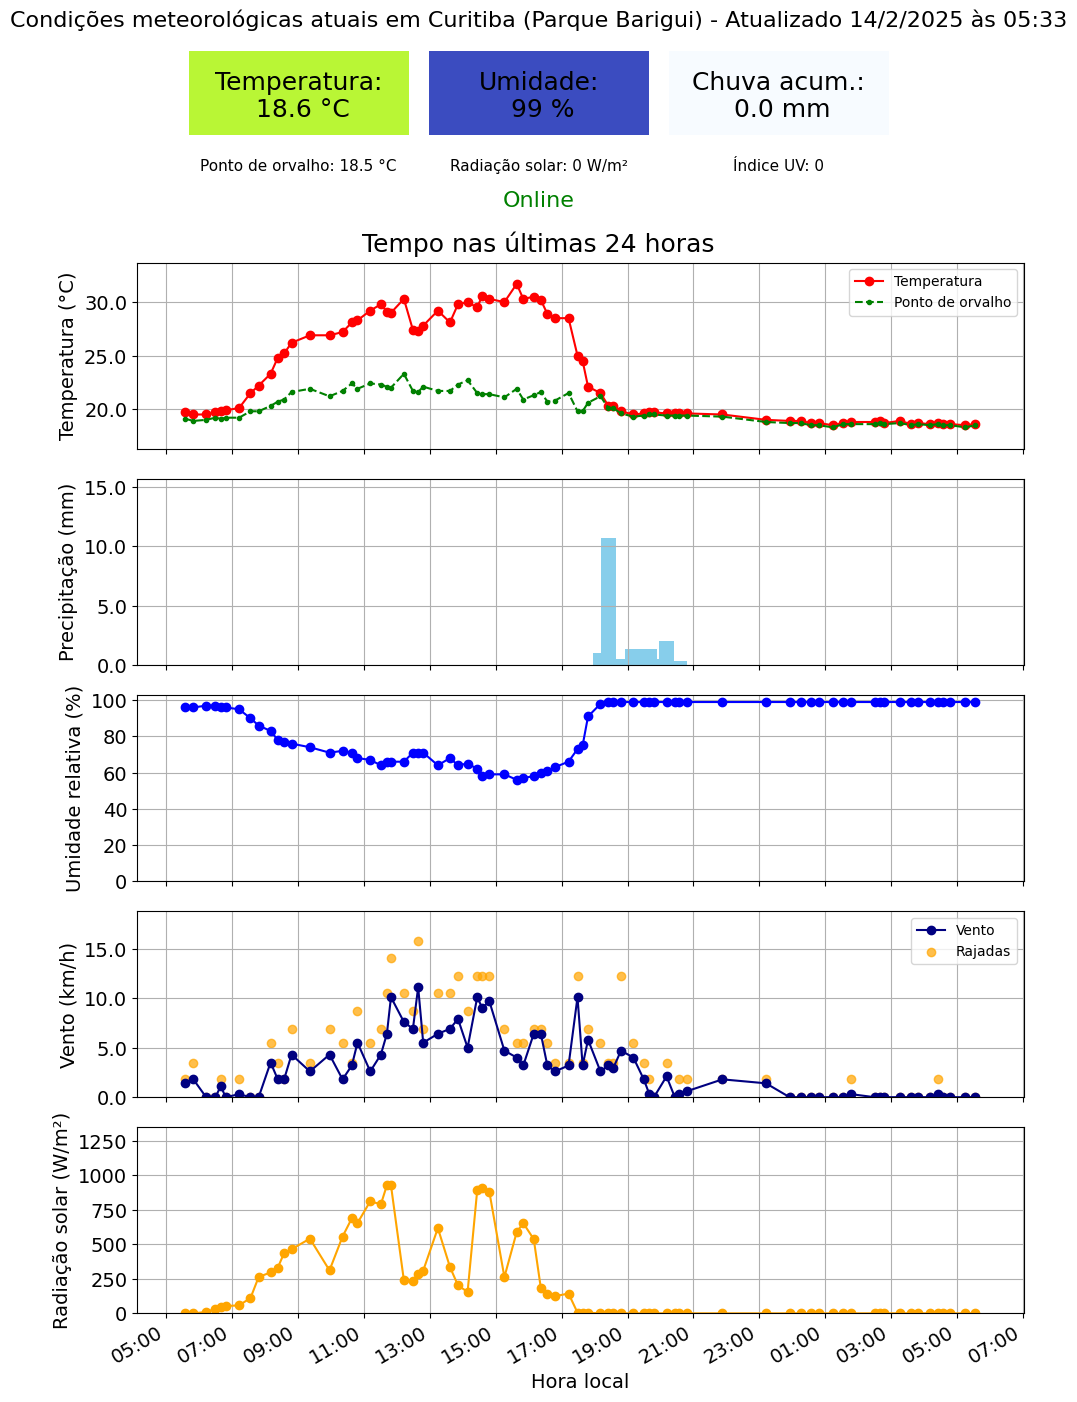 Condições meteorológicas atuais em Curitiba (Parque Barigui) - Atualizado 14/2/2025 às 05:33
Temperatura:
18.6 °C
Umidade:
99 %
Chuva acum.:
0.0 mm
Ponto de orvalho: 18.5 °C
Radiação solar: 0 W/m²
Índice UV: 0
Online
Tempo nas últimas 24 horas
Temperatura (°C)
30.0
25.0
20.0
Temperatura
Ponto de orvalho
Precipitação (mm)
15.0
10.0
5.0
0.0
Umidade relativa (%)
100
80
60
40
20
0
Vento (km/h)
15.0
10.0
5.0
0.0
Vento
Rajadas
Radiação solar (W/m²)
1250
1000
750
500
250
0
05:00
07:00
09:00
11:00
13:00
15:00
17:00
19:00
21:00
23:00
01:00
03:00
05:00
07:00
Hora local